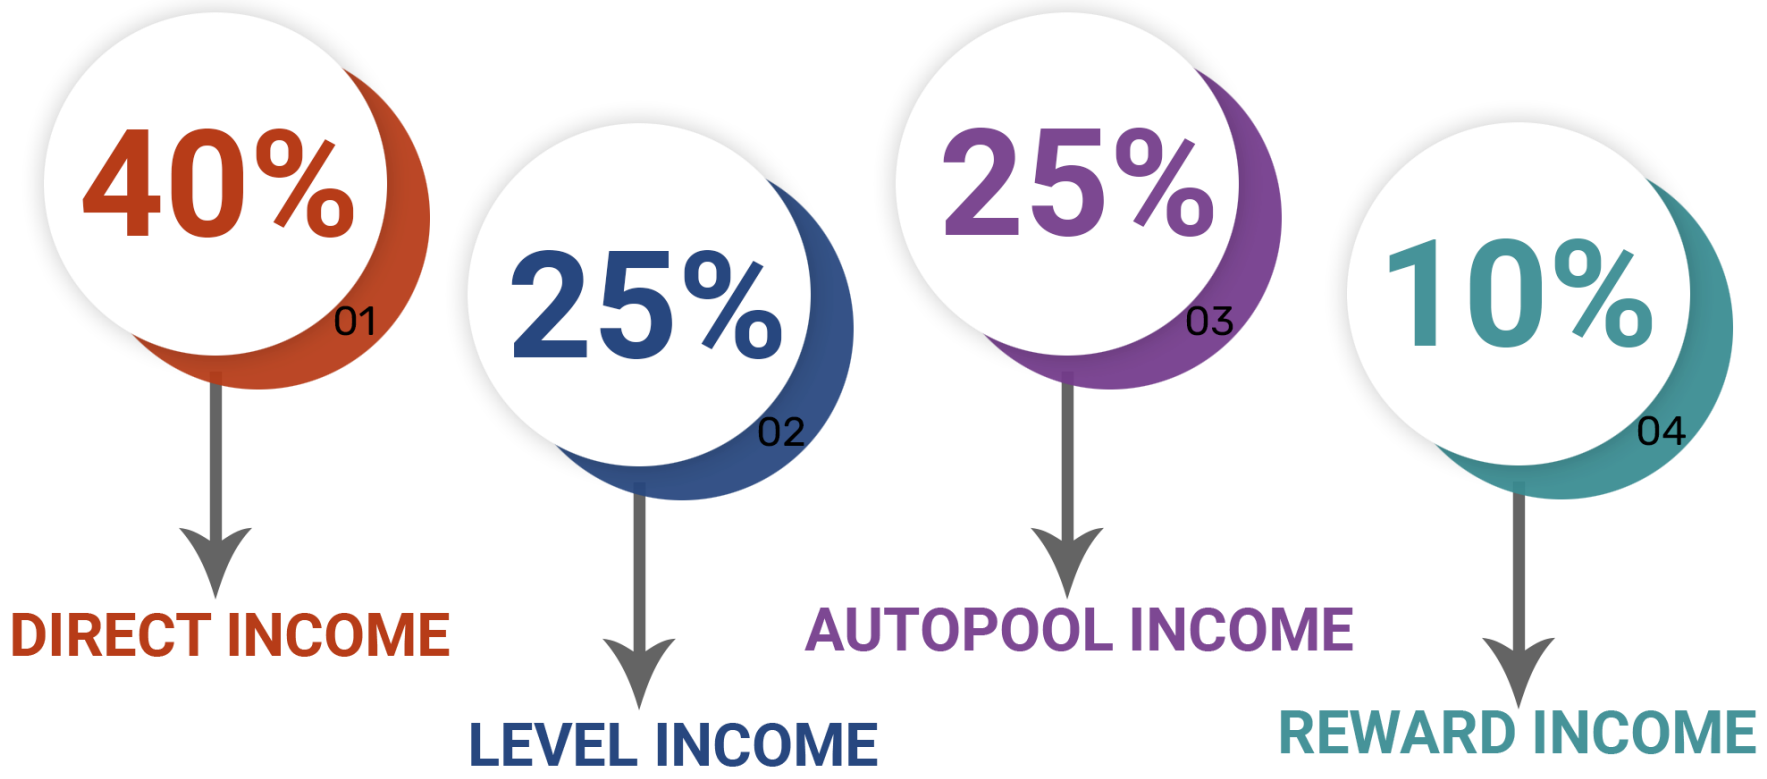 40%
01
DIRECT INCOME
25%
02
LEVEL INCOME
25%
03
AUTOPOOL INCOME
10%
04
REWARD INCOME